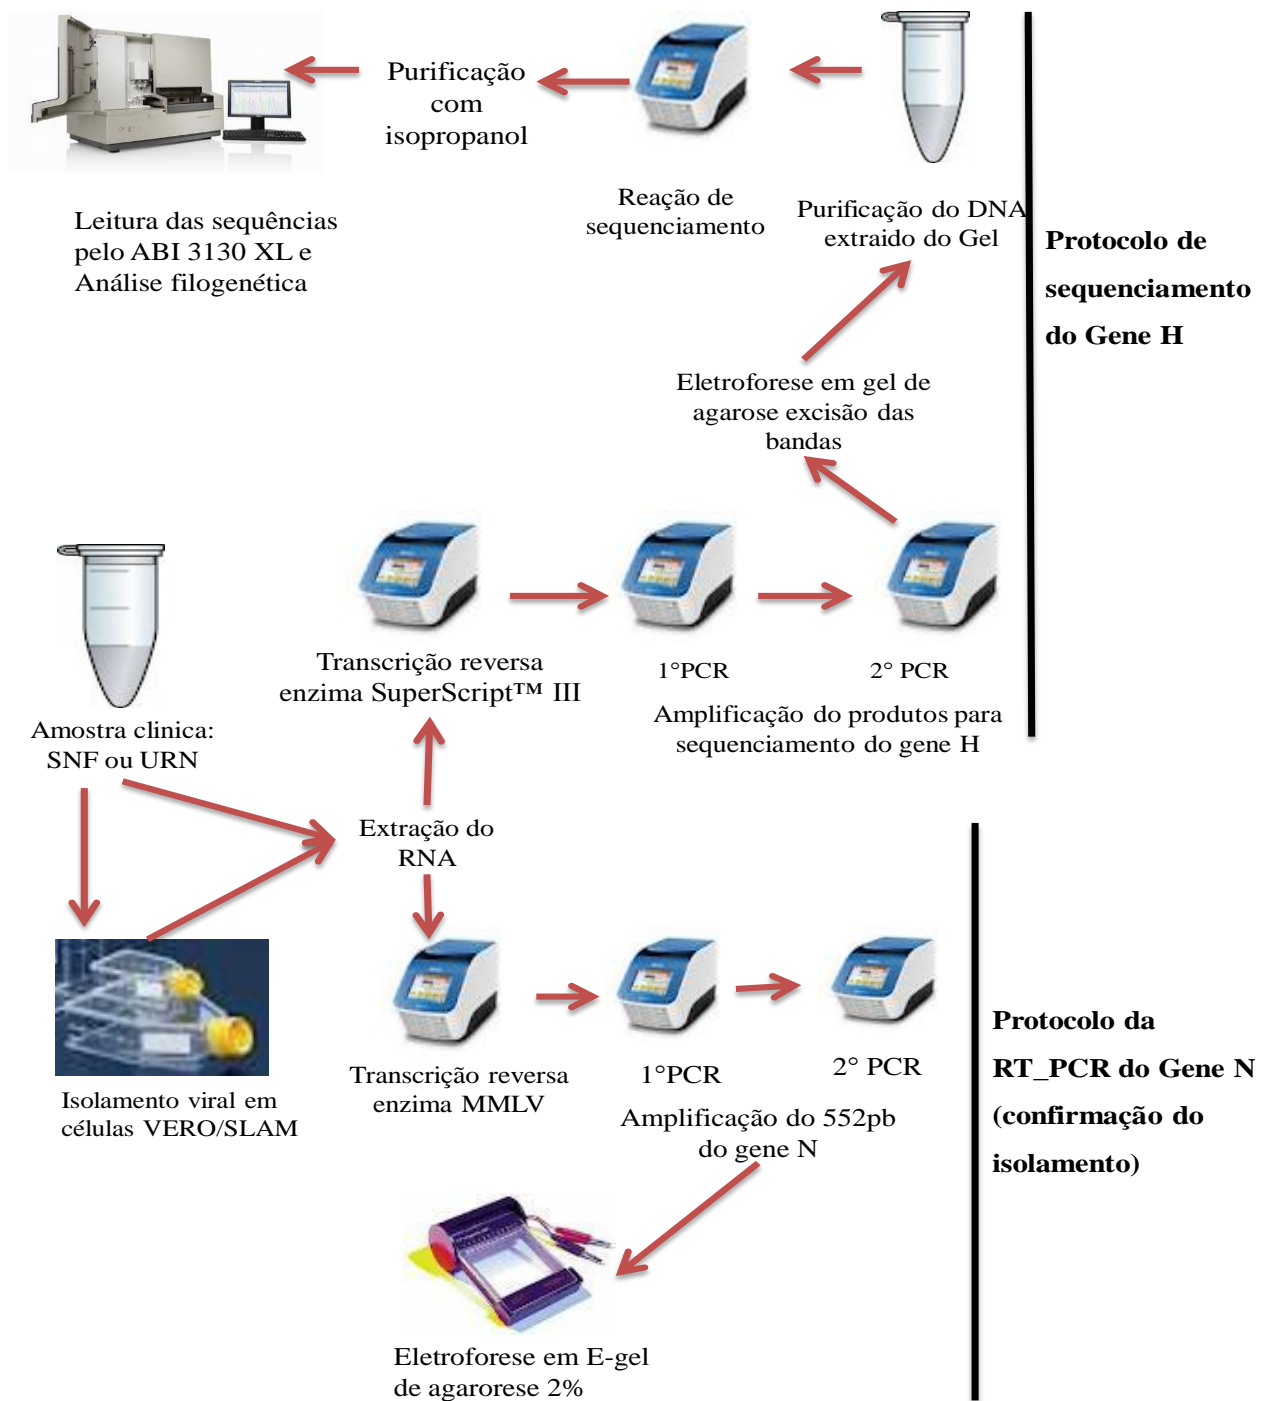 Purificação
com
isopropanol
Leitura das sequências
pelo ABI 3130 XL e
Análise filogenética
Reação de
sequenciamento
Purificação do DNA
extraido do Gel
Protocolo de
sequenciamento
do Gene H
Eletroforese em gel de
agarose excisão das
bandas
Transcrição reversa
enzima SuperScript™ III
1°PCR
2° PCR
Amplificação do produtos para
sequenciamento do gene H
Amostra clinica:
SNF ou URN
Extração do
RNA
Isolamento viral em
células VERO/SLAM
Transcrição reversa
enzima MMLV
1°PCR
2° PCR
Amplificação do 552pb
do gene N
Protocolo da
RT_PCR do Gene N
(confirmação do
isolamento)
Eletroforese em E-gel
de agarorese 2%